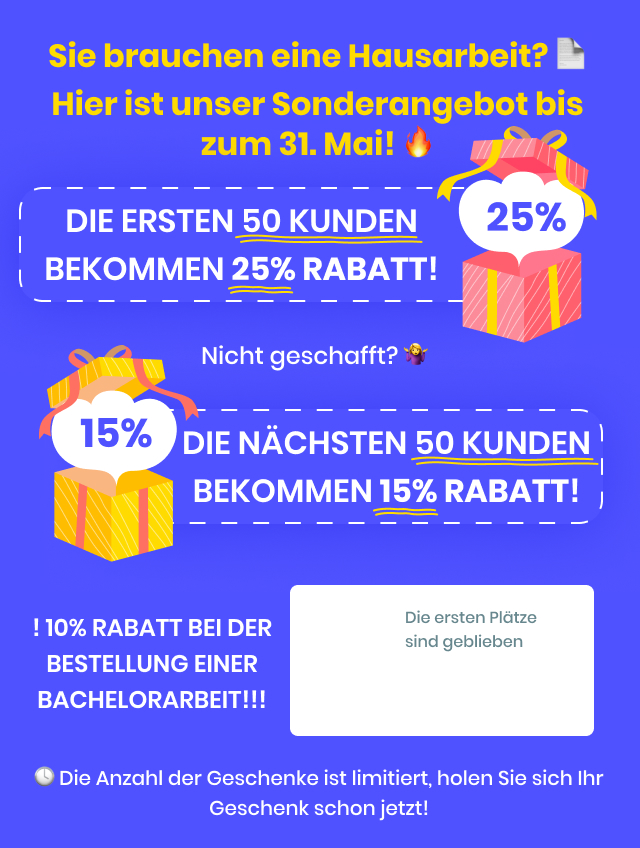 Sie brauchen eine Hausarbeit?
Hier ist unser Sonderangebot bis
zum 31. Mai! 🔥
DIE ERSTEN 50 KUNDEN
BEKOMMEN 25% RABATT!
25%
Nicht geschafft? 🤷‍♀️
15%
DIE NÄCHSTEN 50 KUNDEN
BEKOMMEN 15% RABATT!
! 10% RABATT BEI DER
BESTELLUNG EINER
BACHELORARBEIT!!!
Die ersten Plätze
sind geblieben
🕓 Die Anzahl der Geschenke ist limitiert, holen Sie sich Ihr
Geschenk schon jetzt!